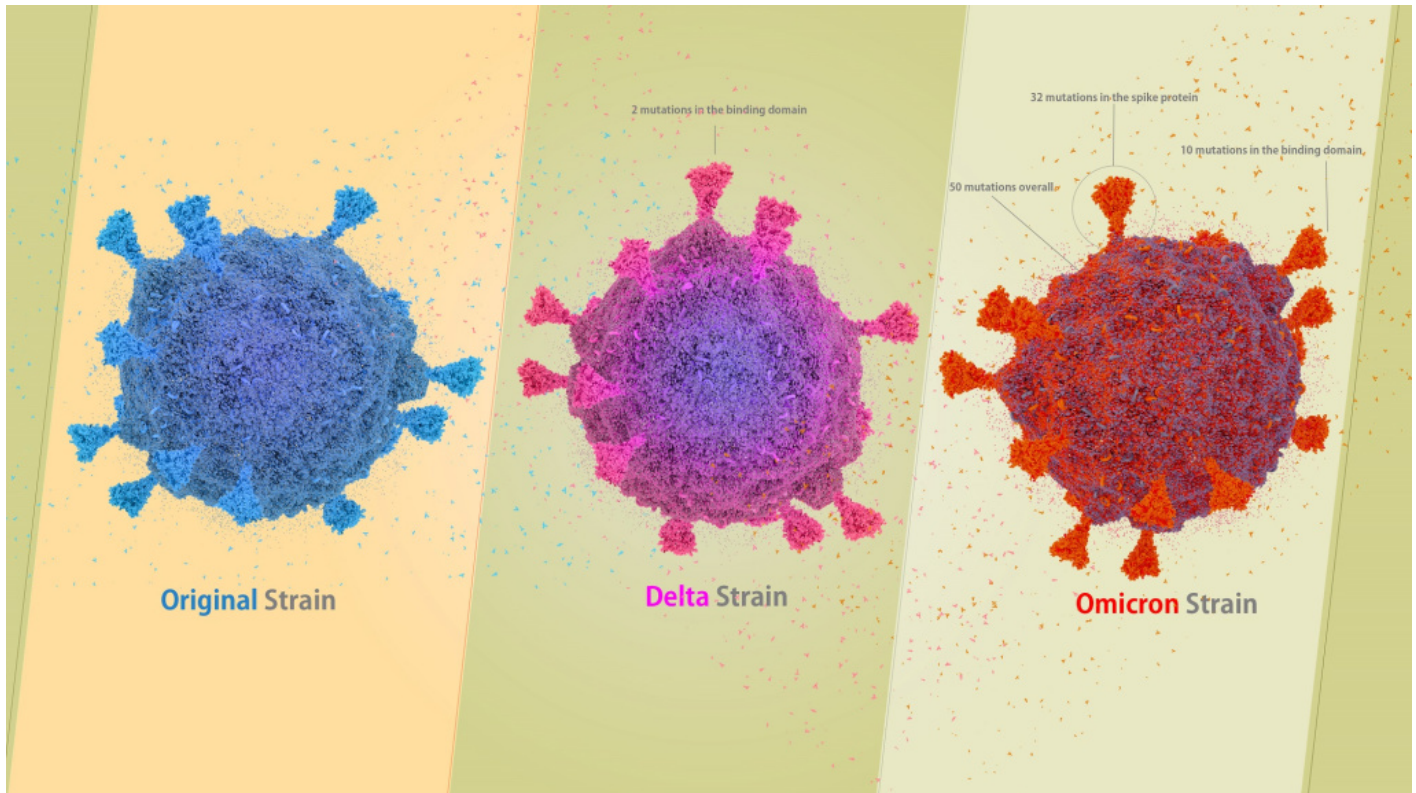 2 mutations in the binding domain
32 mutations in the spike protein
10 mutations in the binding domain
50 mutations overall
Original Strain
Delta Strain
Omicron Strain